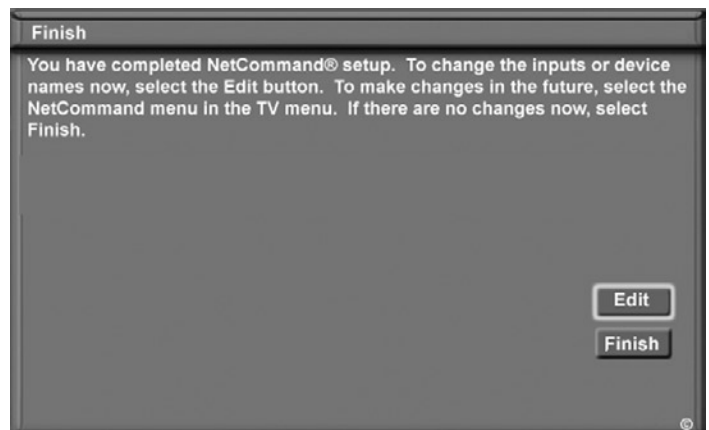 Finish
You have completed NetCommand® setup.  To change the inputs or device
names now, select the Edit button.  To make changes in the future, select the
NetCommand menu in the TV menu.  If there are no changes now, select
Finish.
Edit
Finish
©